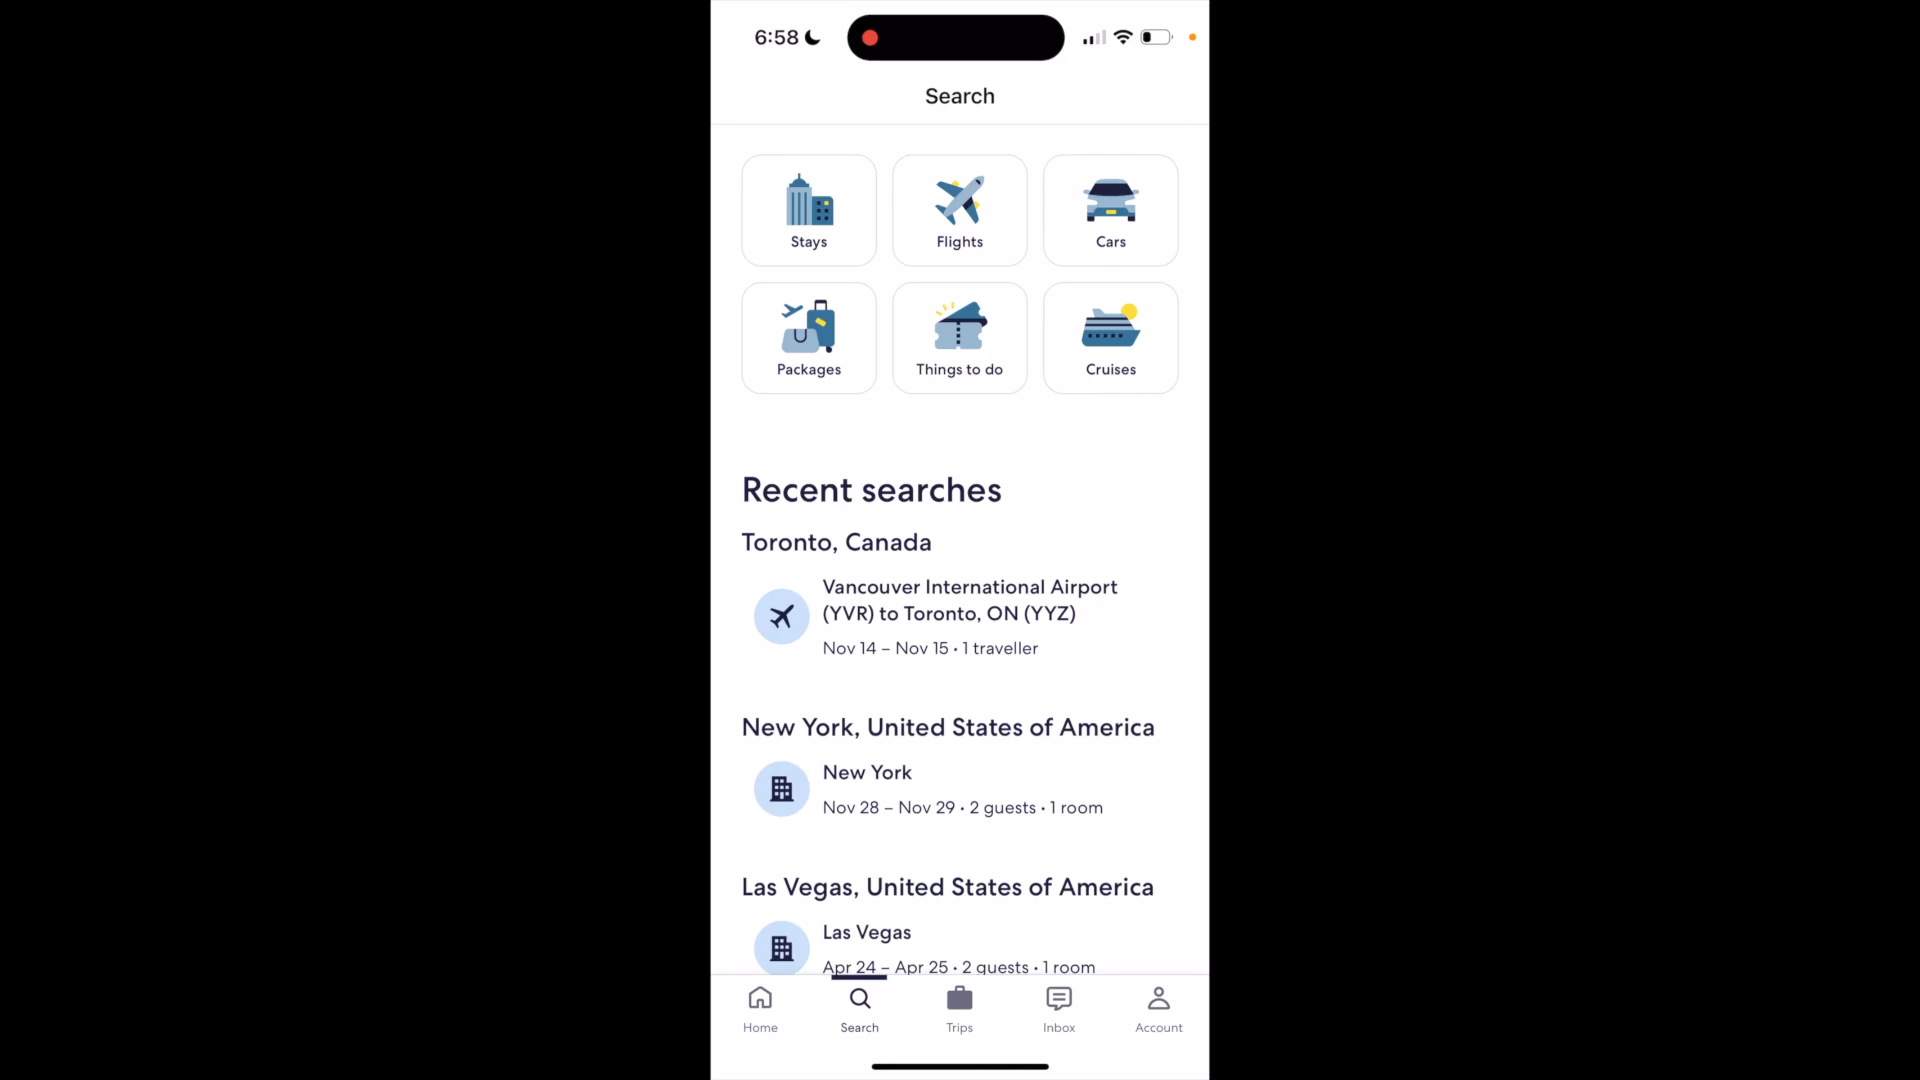 6:58
Search
Stays
Flights
Cars
Packages
Things to do
Cruises
Recent searches
Toronto, Canada
Vancouver International Airport
(YVR) to Toronto, ON (YYZ)
Nov 14 – Nov 15 • 1 traveller
New York, United States of America
New York
Nov 28 – Nov 29 • 2 guests • 1 room
Las Vegas, United States of America
Las Vegas
Apr 24 – Apr 25 • 2 guests • 1 room
Home
Search
Trips
Inbox
Account